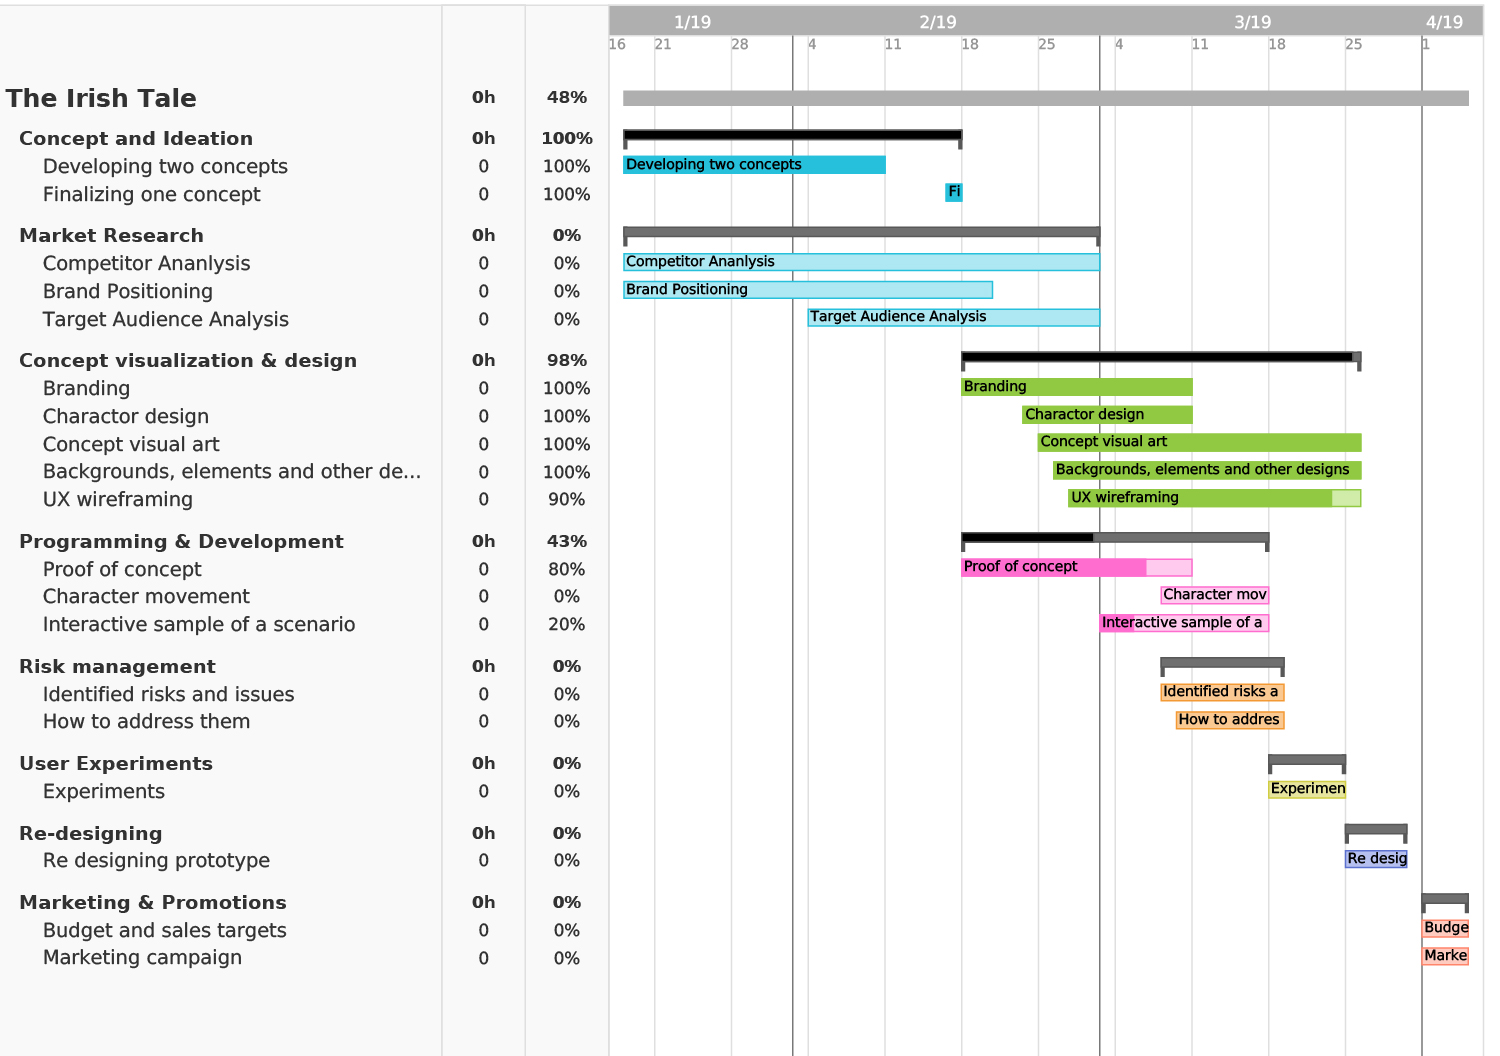 1/19 2/19 3/19 4/19
16 21 28 4 11 18 25 4 11 18 25 1
The Irish Tale 0h 48%
Concept and Ideation 0h 100%
Developing two concepts 0 100% Developing two concepts
Finalizing one concept 0 100% Fi
Market Research 0h 0%
Competitor Ananlysis 0 0% Competitor Ananlysis
Brand Positioning 0 0% Brand Positioning
Target Audience Analysis 0 0% Target Audience Analysis
Concept visualization & design 0h 98%
Branding 0 100% Branding
Charactor design 0 100% Charactor design
Concept visual art 0 100% Concept visual art
Backgrounds, elements and other de... 0 100% Backgrounds, elements and other designs
UX wireframing 0 90% UX wireframing
Programming & Development 0h 43%
Proof of concept 0 80% Proof of concept
Character movement 0 0% Character mov
Interactive sample of a scenario 0 20% Interactive sample of a
Risk management 0h 0%
Identified risks and issues 0 0% Identified risks a
How to address them 0 0% How to addres
User Experiments 0h 0%
Experiments 0 0% Experimen
Re-designing 0h 0%
Re designing prototype 0 0% Re desig
Marketing & Promotions 0h 0%
Budget and sales targets 0 0% Budge
Marketing campaign 0 0% Marke